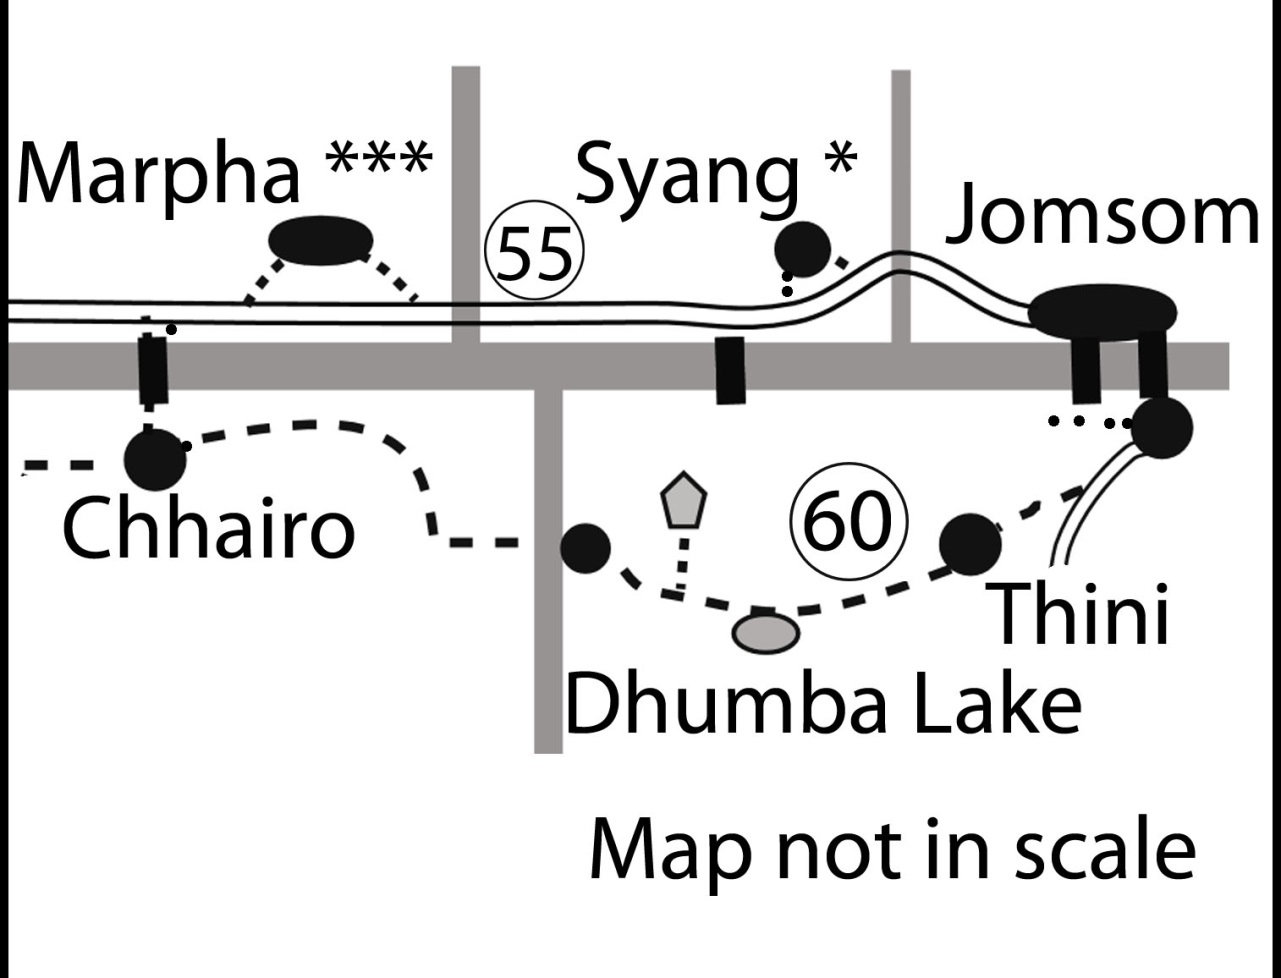 Marpha ***
Syang *
Jomsom
55
Chhairo
60
Thini
Dhumba Lake
Map not in scale